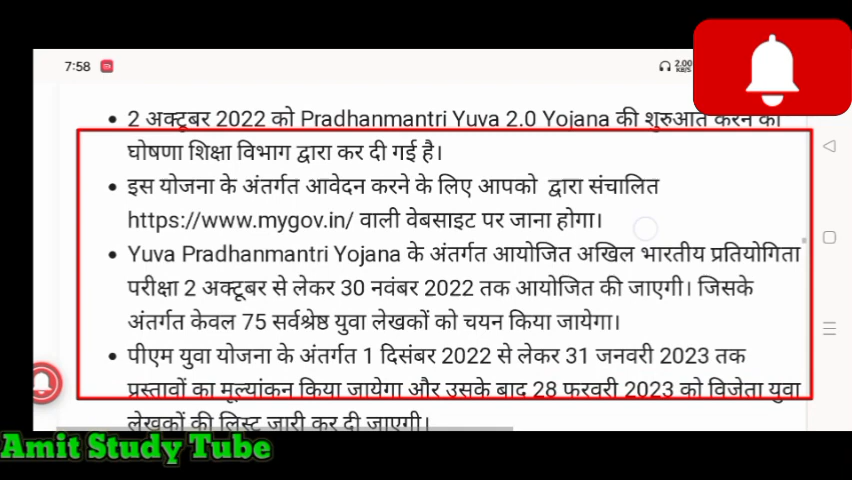 7:58
2.00
KB/S
• 2 अक्टूबर 2022 को Pradhanmantri Yuva 2.0 Yojana की शुरुआत करने की
घोषणा शिक्षा विभाग द्वारा कर दी गई है।
• इस योजना के अंतर्गत आवेदन करने के लिए आपको द्वारा संचालित
https://www.mygov.in/ वाली वेबसाइट पर जाना होगा।
• Yuva Pradhanmantri Yojana के अंतर्गत आयोजित अखिल भारतीय प्रतियोगिता
परीक्षा 2 अक्टूबर से लेकर 30 नवंबर 2022 तक आयोजित की जाएगी। जिसके
अंतर्गत केवल 75 सर्वश्रेष्ठ युवा लेखकों को चयन किया जायेगा।
• पीएम युवा योजना के अंतर्गत 1 दिसंबर 2022 से लेकर 31 जनवरी 2023 तक
प्रस्तावों का मूल्यांकन किया जायेगा और उसके बाद 28 फरवरी 2023 को विजेता युवा
लेखकों की लिस्ट जारी कर दी जाएगी।
Amit Study Tube